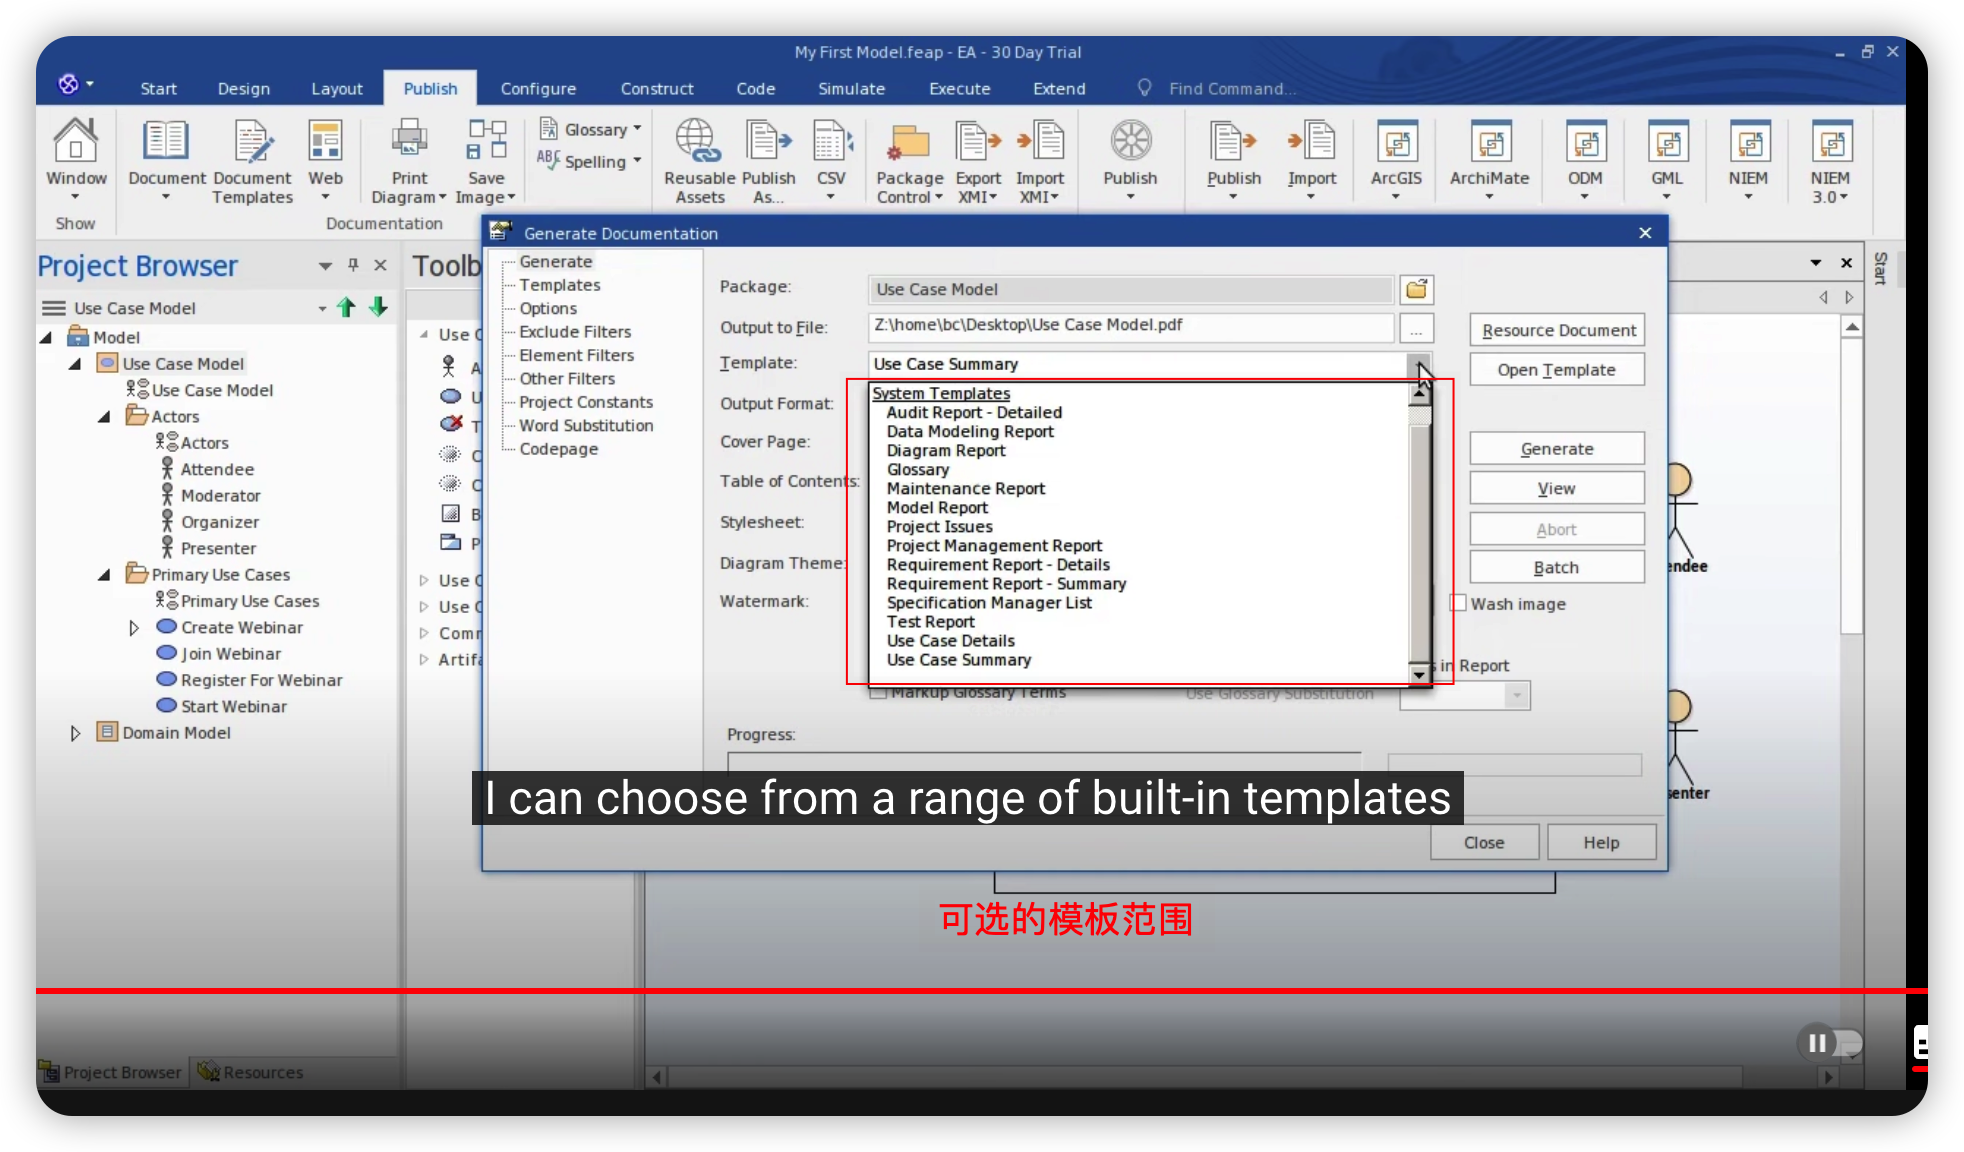 My First Model.feap - EA - 30 Day Trial
Start Design Layout Publish Configure Construct Code Simulate Execute Extend Find Command...
Window
Show
Document
Document Templates
Web
Print Diagram
Save Image
Glossary
ABC Spelling
Documentation
Reusable Assets
Publish As...
CSV
Package Control
Export XMI
Import XMI
Publish
Publish
Import
ArcGIS
ArchiMate
ODM
GML
NIEM
NIEM 3.0
Project Browser
Use Case Model
Model
Use Case Model
Use Case Model
Actors
Actors
Attendee
Moderator
Organizer
Presenter
Primary Use Cases
Primary Use Cases
Create Webinar
Join Webinar
Register For Webinar
Start Webinar
Domain Model
Project Browser
Resources
Toolb
Use C
A
U
T
C
C
B
P
Use C
Use C
Comm
Artifa
Generate Documentation
Generate
Templates
Options
Exclude Filters
Element Filters
Other Filters
Project Constants
Word Substitution
Codepage
Package: Use Case Model
Output to File: Z:\home\bc\Desktop\Use Case Model.pdf ...
Template: Use Case Summary
Output Format:
Cover Page:
Table of Contents:
Stylesheet:
Diagram Theme:
Watermark:
System Templates
Audit Report - Detailed
Data Modeling Report
Diagram Report
Glossary
Maintenance Report
Model Report
Project Issues
Project Management Report
Requirement Report - Details
Requirement Report - Summary
Specification Manager List
Test Report
Use Case Details
Use Case Summary
Resource Document
Open Template
Generate
View
Abort
Batch
Wash image
in Report
Markup Glossary Terms
Use Glossary Substitution
Progress:
Close
Help
Start
endee
senter
I can choose from a range of built-in templates
可选的模板范围